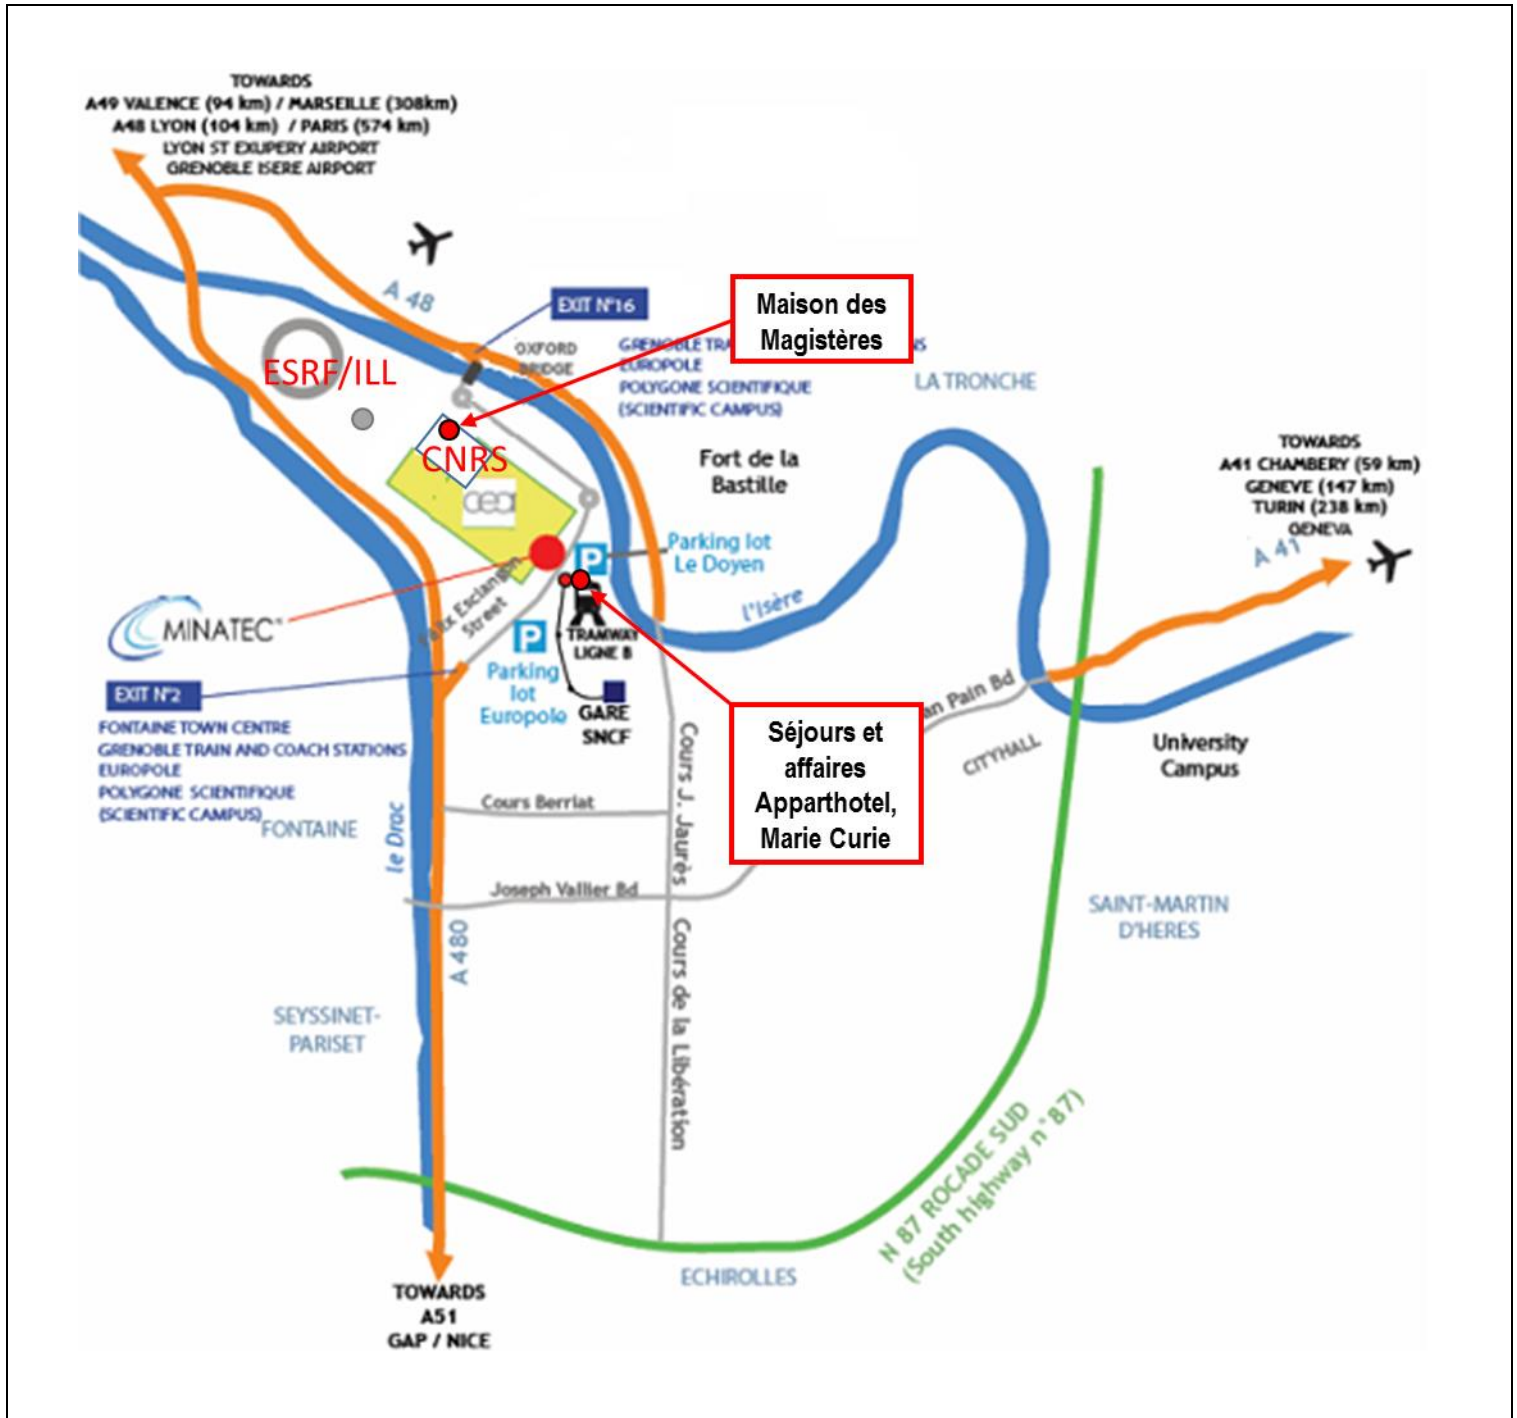 TOWARDS
A49 VALENCE (94 km) / MARSEILLE (308km)
A48 LYON (104 km) / PARIS (574 km)
LYON ST EXUPERY AIRPORT
GRENOBLE ISERE AIRPORT
A 48
EXIT N°16
Maison des
Magistères
OXFORD
BRIDGE
GRENOBLE
EUROPOLE
POLYGONE SCIENTIFIQUE
(SCIENTIFIC CAMPUS)
LA TRONCHE
ESRF/ILL
CNRS
cea
Fort de la
Bastille
TOWARDS
A41 CHAMBERY (59 km)
GENEVE (147 km)
TURIN (238 km)
GENEVA
A 41
P
Parking lot
Le Doyen
l'Isère
Esclangon
Street
MINATEC
P
Parking
lot
Europole
TRAMWAY
LIGNE B
GARE
SNCF
EXIT N°2
FONTAINE TOWN CENTRE
GRENOBLE TRAIN AND COACH STATIONS
EUROPOLE
POLYGONE SCIENTIFIQUE
(SCIENTIFIC CAMPUS)
FONTAINE
le Drac
Séjours et
affaires
Apparthotel,
Marie Curie
Pain Bd
CITYHALL
University
Campus
Cours Berriat
Cours J. Jaurès
Joseph Vallier Bd
A 480
Cours de la Libération
SAINT-MARTIN
D'HERES
SEYSSINET-
PARISET
N 87 ROCADE SUD
(South highway n°87)
ECHIROLLES
TOWARDS
A51
GAP / NICE